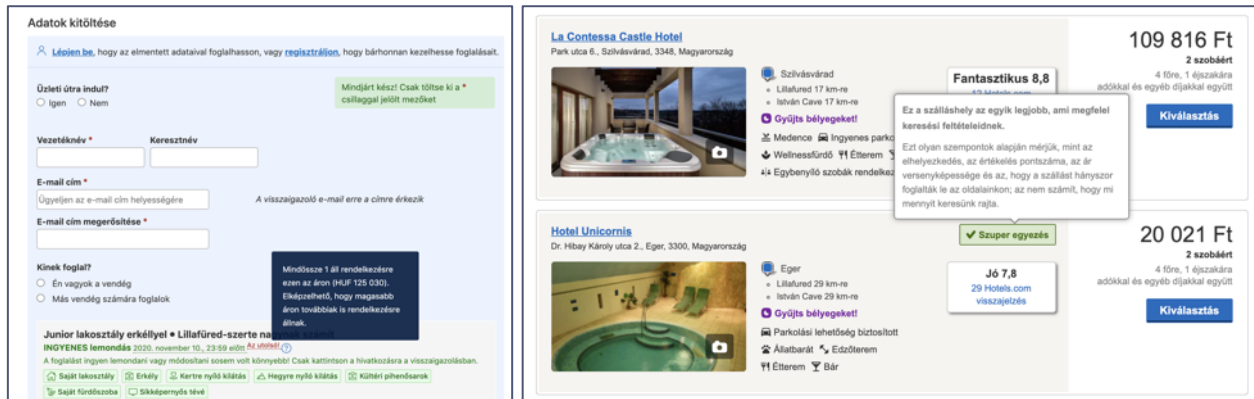 Adatok kitöltése
Lépjen be, hogy az elmentett adataival foglalhasson, vagy regisztráljon, hogy bárhonnan kezelhesse foglalásait.
Üzleti útra indul?
Igen Nem
Mindjárt kész! Csak töltse ki a *
csillaggal jelölt mezőket
Vezetéknév * Keresztnév
E-mail cím *
Ügyeljen az e-mail cím helyességére
A visszaigazoló e-mail erre a címre érkezik
E-mail cím megerősítése *
Kinek foglal?
Én vagyok a vendég
Más vendég számára foglalok
Mindössze 1 áll rendelkezésre
ezen az áron (HUF 125 030).
Elképzelhető, hogy magasabb
áron továbbiak is rendelkezésre
állnak.
Junior lakosztály erkéllyel • Lillafüred-szerte
INGYENES lemondás 2020. november 10., 23:59 előtt Az utolsó!
A foglalást ingyen lemondani vagy módosítani sosem volt könnyebb! Csak kattintson a hivatkozásra a visszaigazolásban.
Saját lakosztály Erkély Kertre nyíló kilátás Hegyre nyíló kilátás Kültéri pihenősarok
Saját fürdőszoba Síkképernyős tévé
La Contessa Castle Hotel
Park utca 6., Szilvásvárad, 3348, Magyarország
Szilvásvárad
Lillafured 17 km-re
István Cave 17 km-re
Gyűjts bélyegeket!
Medence Ingyenes
Wellnessfürdő Étterem
Egybenyíló szobák
Fantasztikus 8,8
109 816 Ft
2 szobáért
4 főre, 1 éjszakára
adókkal és egyéb díjakkal együtt
Kiválasztás
Ez a szálláshely az egyik legjobb, ami megfelel
keresési feltételeidnek.
Ezt olyan szempontok alapján mérjük, mint az
elhelyezkedés, az értékelés pontszáma, az ár
versenyképessége és az, hogy a szállást hányszor
foglalták le az oldalainkon; az nem számít, hogy mi
mennyit keresünk rajta.
Hotel Unicornis
Dr. Hibay Károly utca 2., Eger, 3300, Magyarország
Szuper egyezés
Eger
Lillafured 29 km-re
István Cave 29 km-re
Gyűjts bélyegeket!
Parkolási lehetőség biztosított
Állatbarát Edzőterem
Étterem Bár
Jó 7,8
29 Hotels.com
visszajelzés
20 021 Ft
2 szobáért
4 főre, 1 éjszakára
adókkal és egyéb díjakkal együtt
Kiválasztás